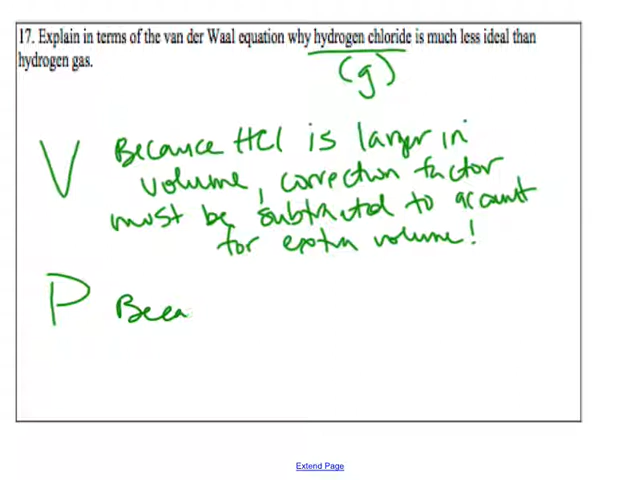 17. Explain in terms of the van der Waal equation why hydrogen chloride is much less ideal than
hydrogen gas.
(g)
V Because HCl is larger in
volume, correction factor
must be subtracted to account
for extra volume!
P Beca
Extend Page